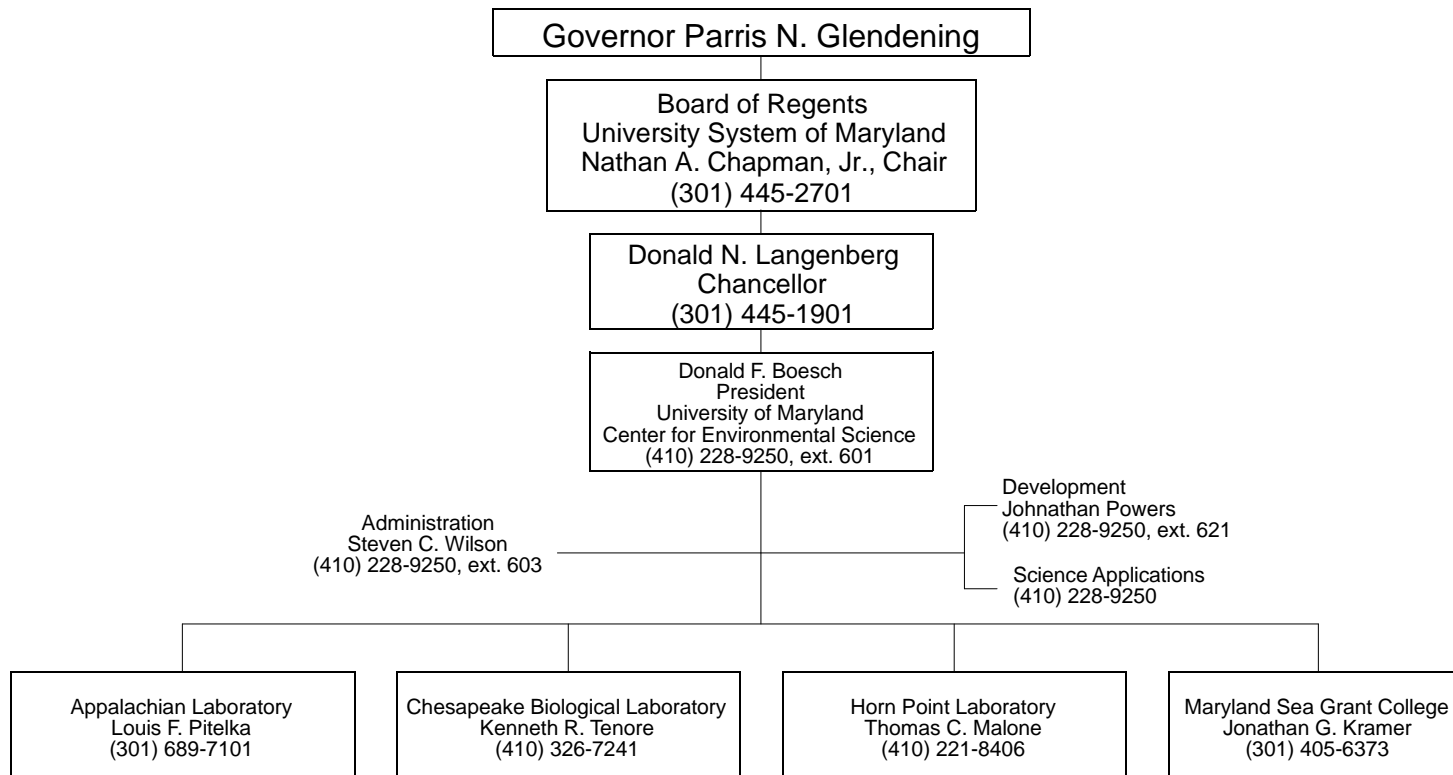 Governor Parris N. Glendening
Board of Regents
University System of Maryland
Nathan A. Chapman, Jr., Chair
(301) 445-2701
Donald N. Langenberg
Chancellor
(301) 445-1901
Donald F. Boesch
President
University of Maryland
Center for Environmental Science
(410) 228-9250, ext. 601
Administration
Steven C. Wilson
(410) 228-9250, ext. 603
Development
Johnathan Powers
(410) 228-9250, ext. 621
Science Applications
(410) 228-9250
Appalachian Laboratory
Louis F. Pitelka
(301) 689-7101
Chesapeake Biological Laboratory
Kenneth R. Tenore
(410) 326-7241
Horn Point Laboratory
Thomas C. Malone
(410) 221-8406
Maryland Sea Grant College
Jonathan G. Kramer
(301) 405-6373